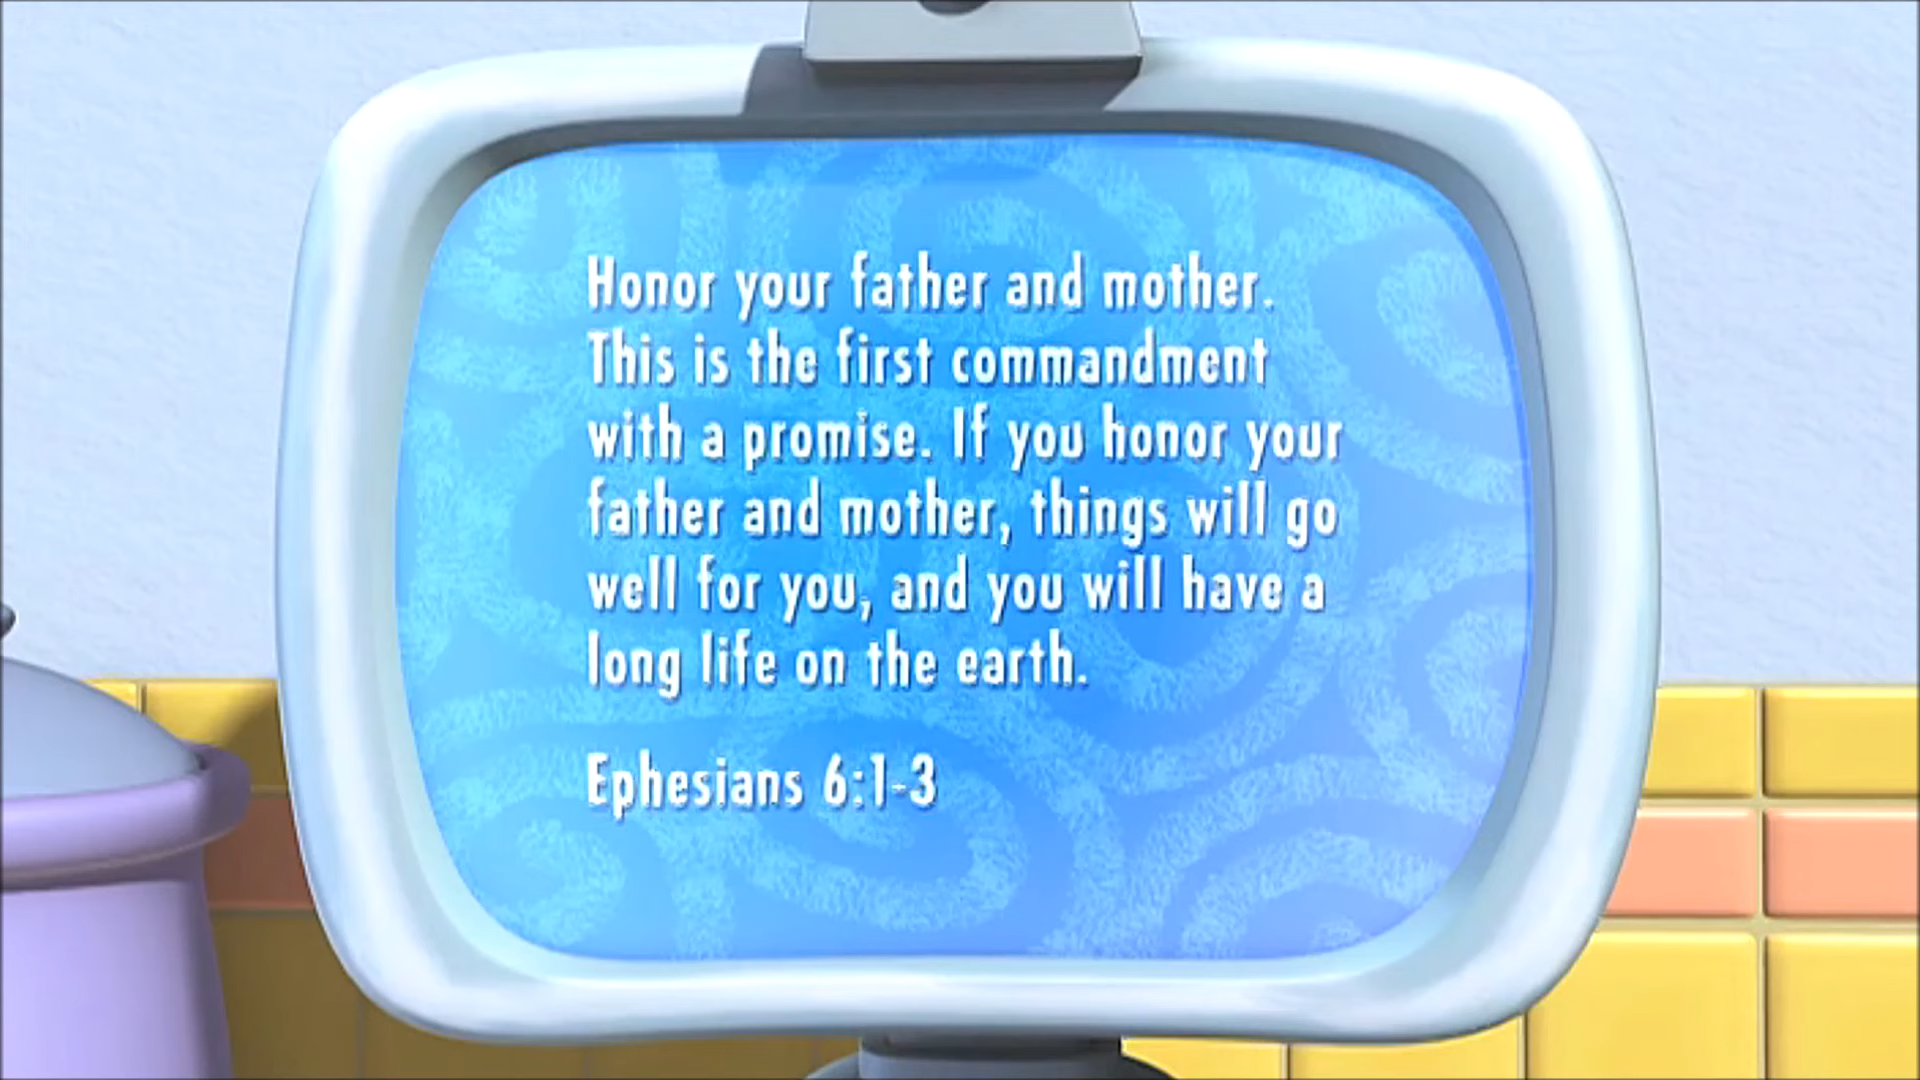 Honor your father and mother.
This is the first commandment
with a promise. If you honor your
father and mother, things will go
well for you, and you will have a
long life on the earth.
Ephesians 6:1-3